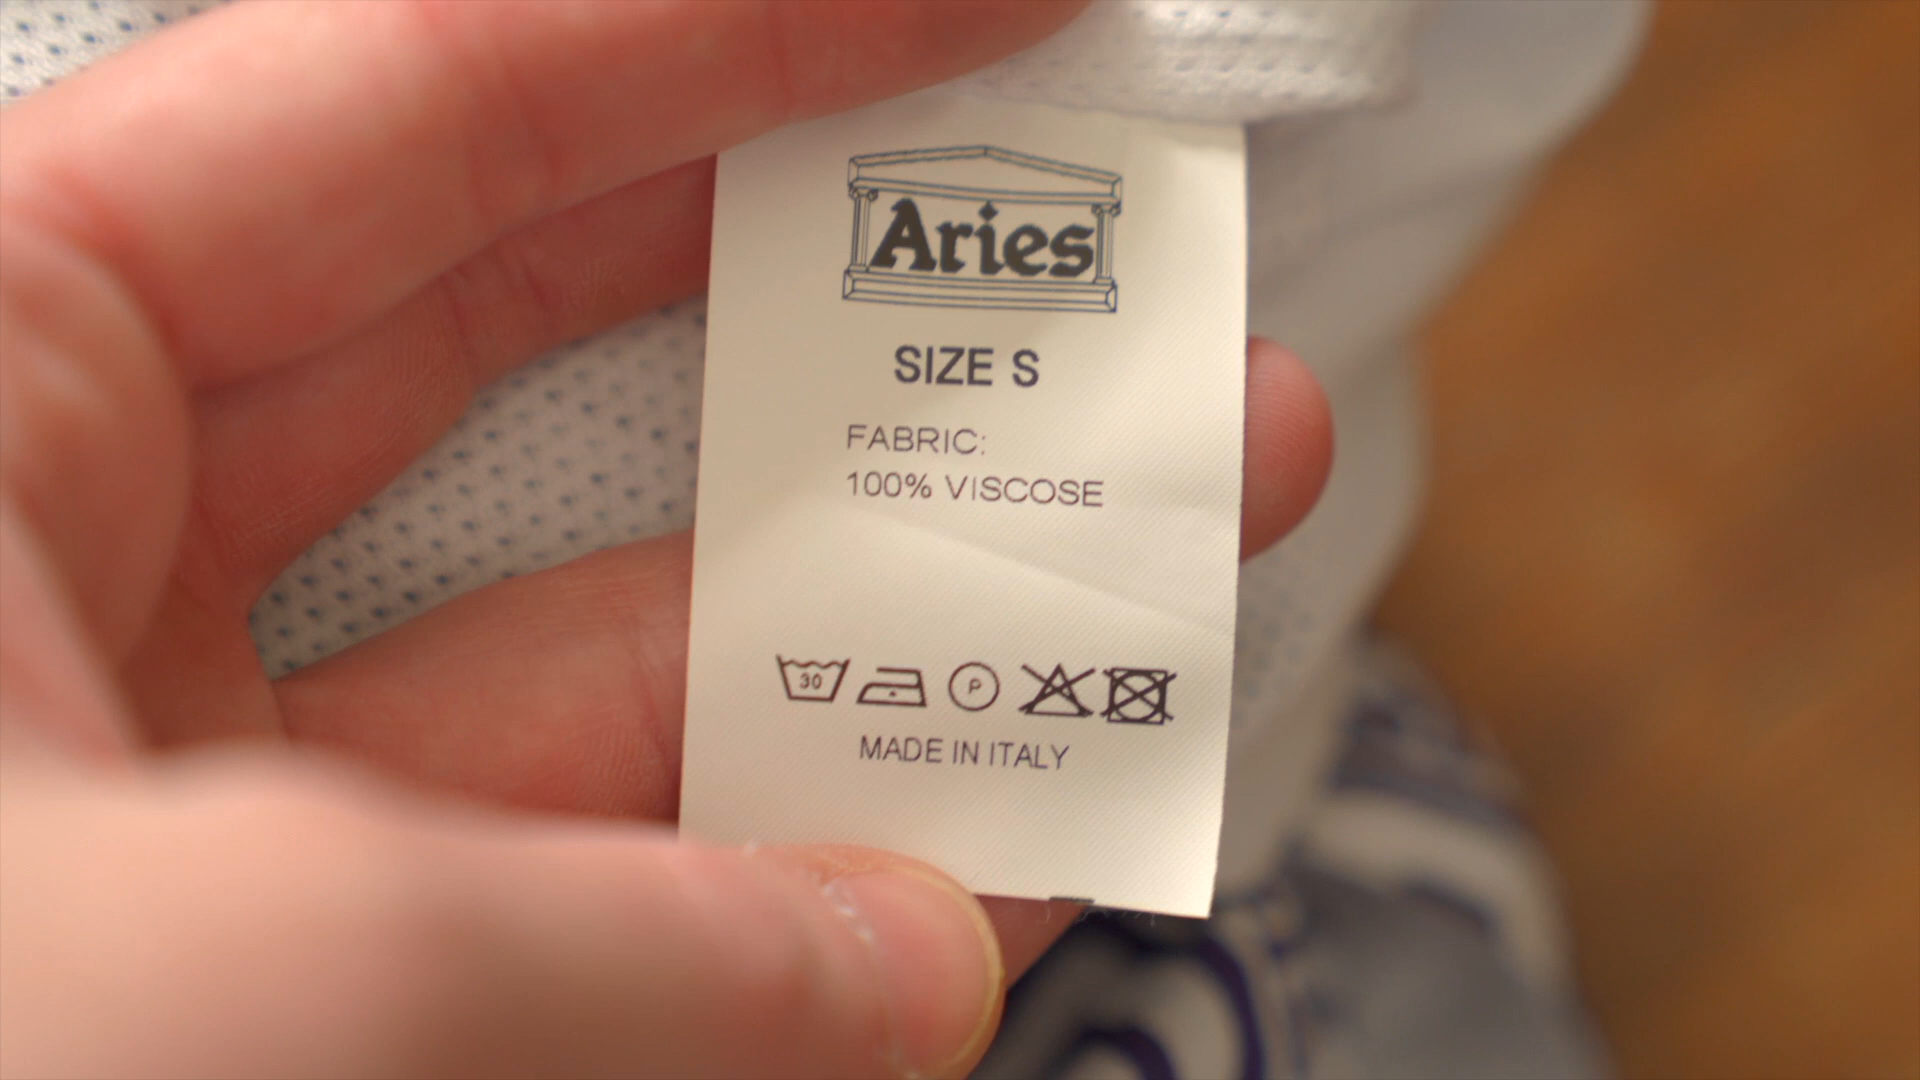 Aries
SIZE S
FABRIC:
100% VISCOSE
30
P
MADE IN ITALY